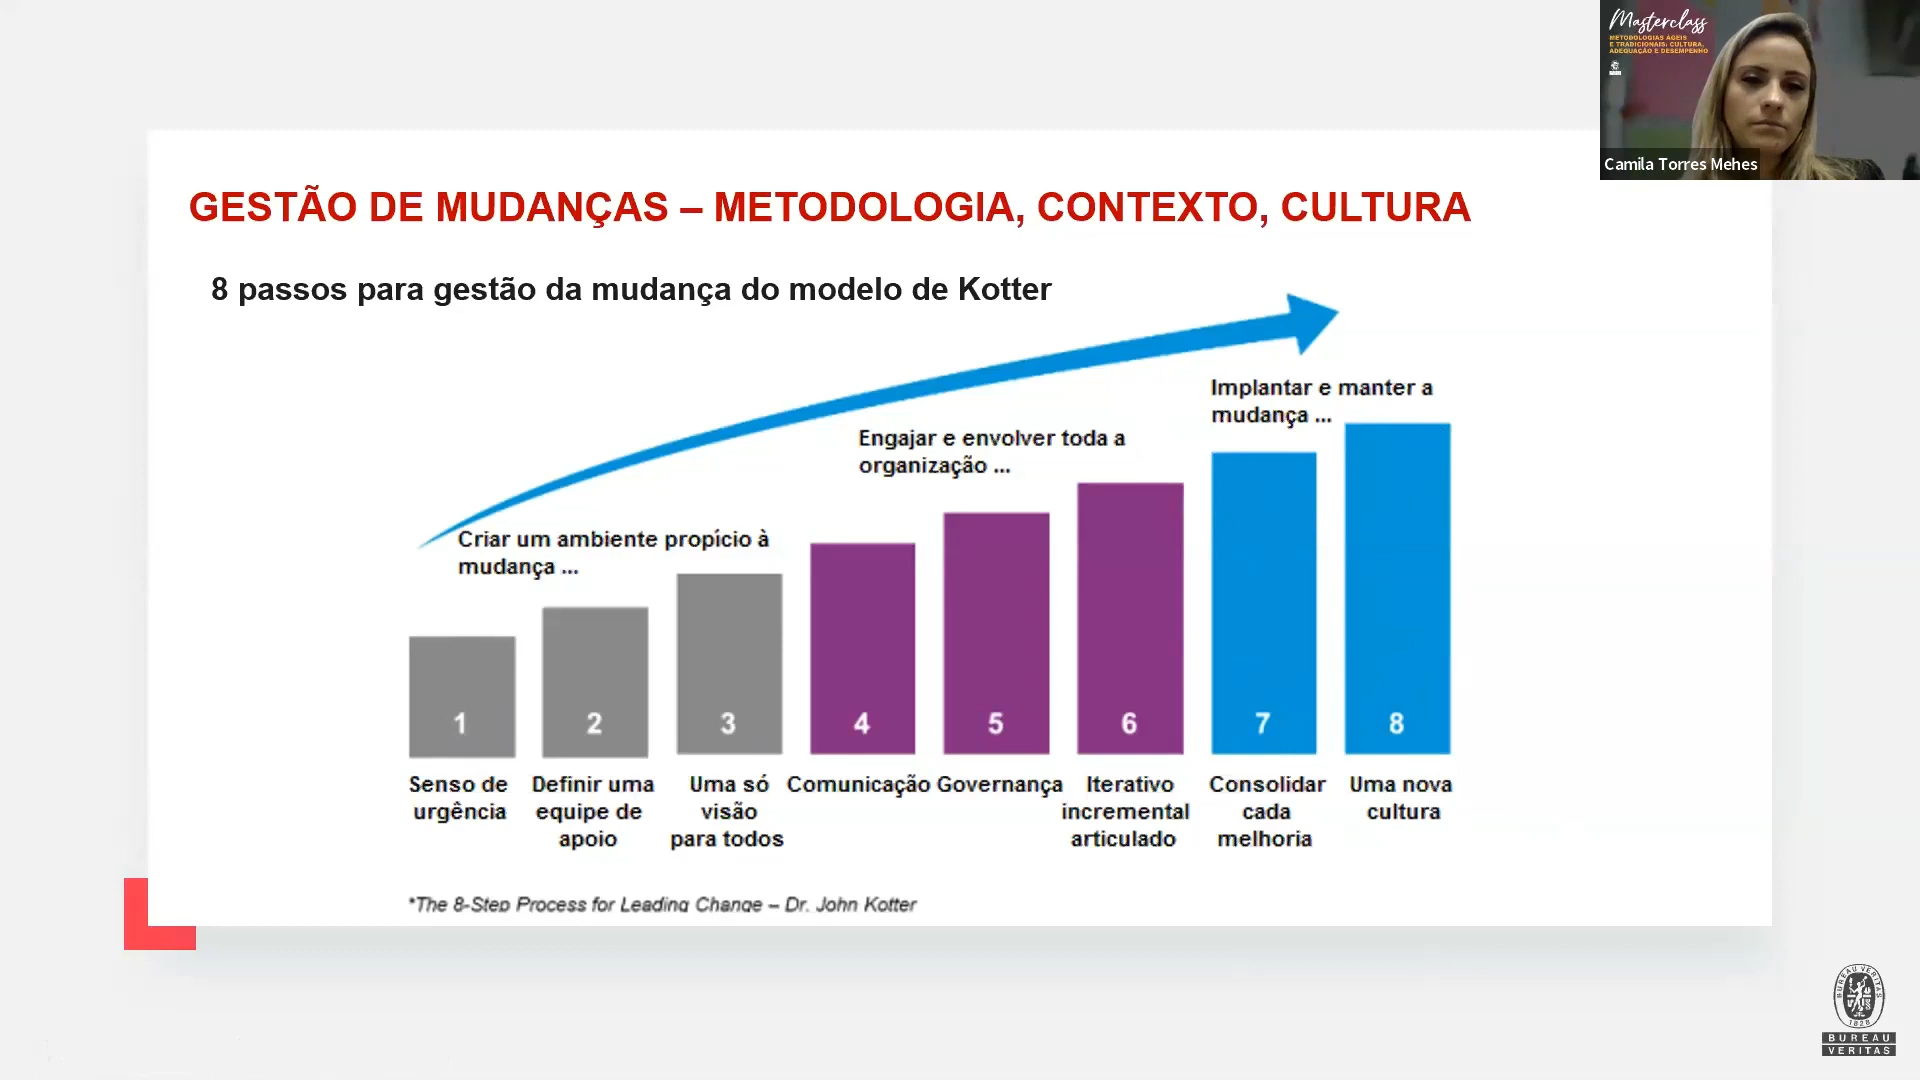 Masterclass
METODOLOGIAS ÁGEIS
E TRADICIONAIS: CULTURA,
ADEQUAÇÃO E DESEMPENHO
Camila Torres Mehes
GESTÃO DE MUDANÇAS – METODOLOGIA, CONTEXTO, CULTURA
8 passos para gestão da mudança do modelo de Kotter
Implantar e manter a
mudança ...
Engajar e envolver toda a
organização ...
Criar um ambiente propício à
mudança ...
1
2
3
4
5
6
7
8
Senso de
urgência
Definir uma
equipe de
apoio
Uma só
visão
para todos
Comunicação
Governança
Iterativo
incremental
articulado
Consolidar
cada
melhoria
Uma nova
cultura
*The 8-Step Process for Leading Change – Dr. John Kotter
BUREAU VERITAS
1828
BUREAU
VERITAS